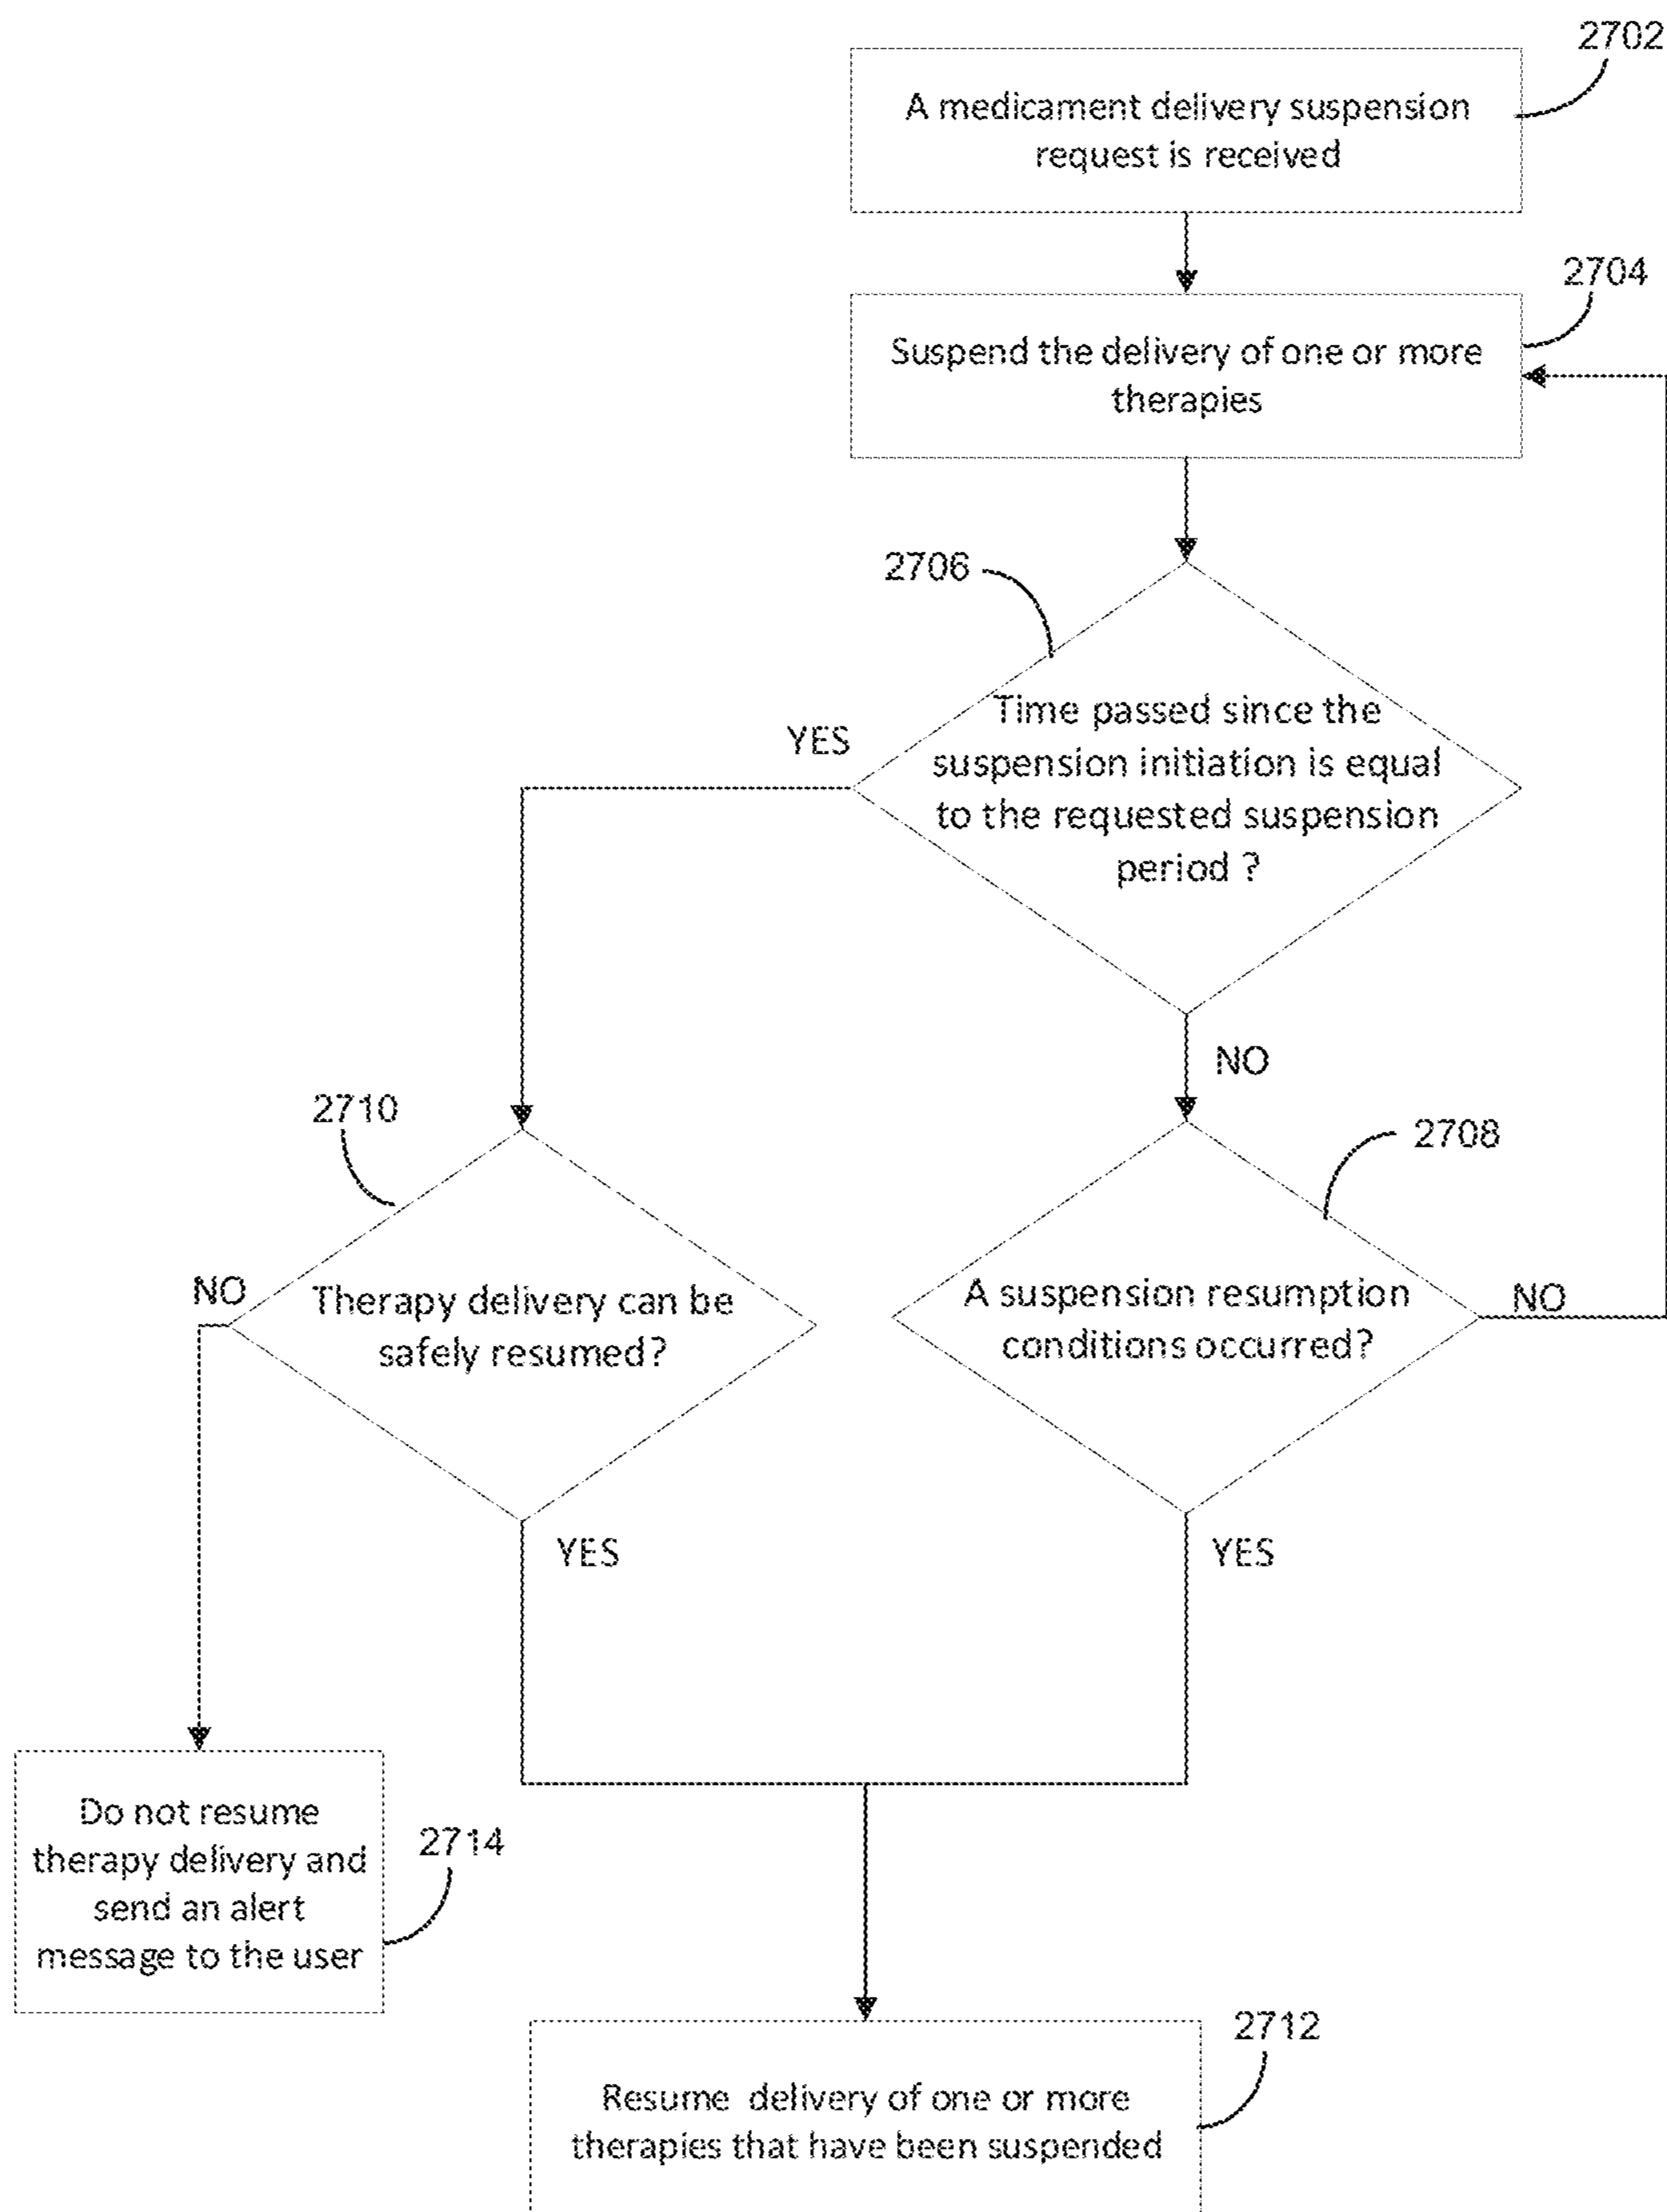 2702
A medicament delivery suspension
request is received
2704
Suspend the delivery of one or more
therapies
2706
Time passed since the
suspension initiation is equal
to the requested suspension
period ?
YES
NO
2710
2708
NO
Therapy delivery can be
safely resumed?
A suspension resumption
conditions occurred?
NO
YES
YES
Do not resume
therapy delivery and
send an alert
message to the user
2714
2712
Resume delivery of one or more
therapies that have been suspended